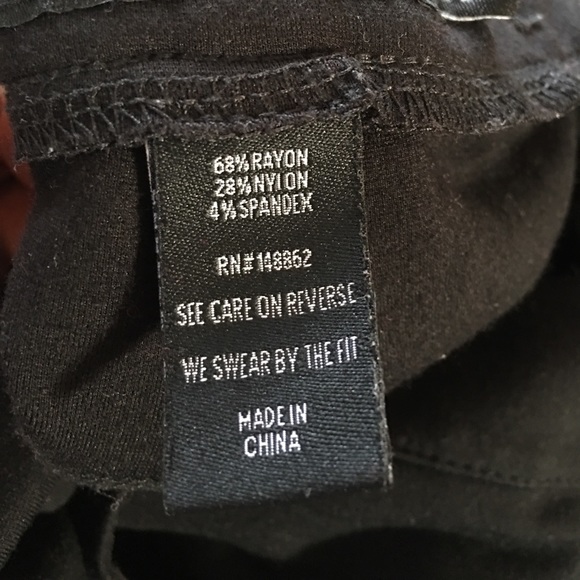 68% RAYON
28% NYLON
4% SPANDEX
RN# 148862
SEE CARE ON REVERSE
WE SWEAR BY THE FIT
MADE IN
CHINA